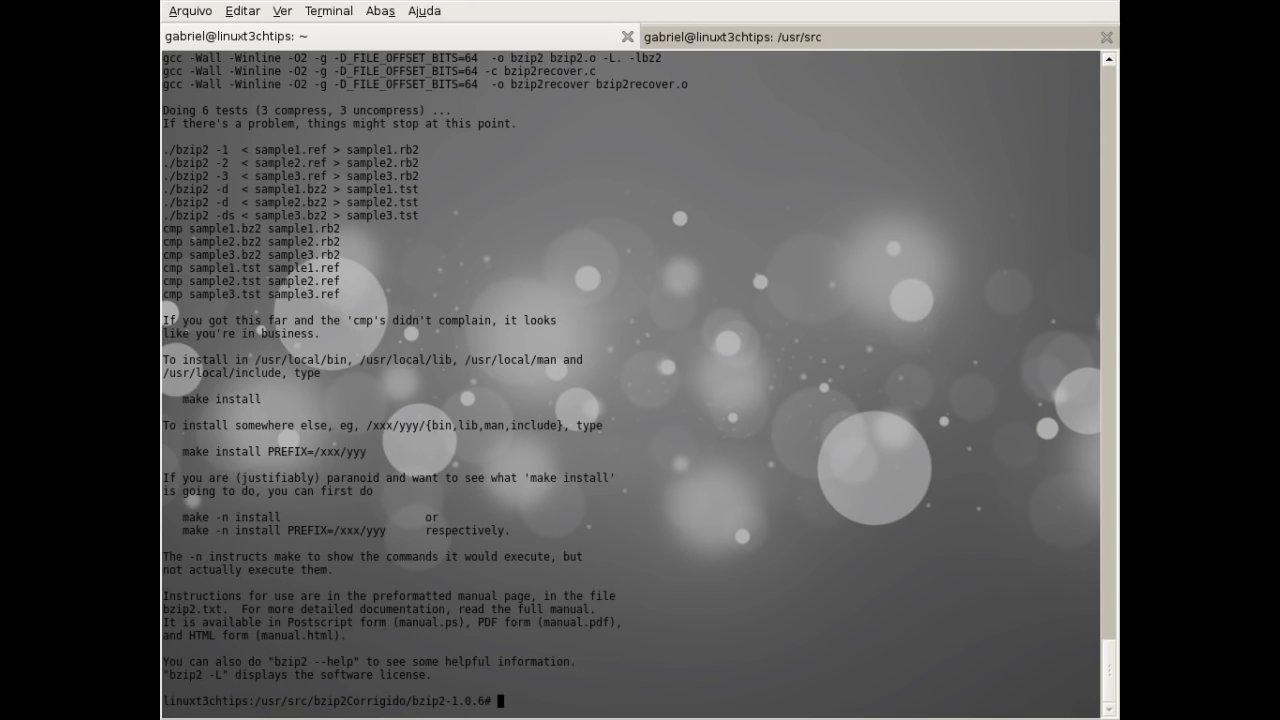 Arquivo Editar Ver Terminal Abas Ajuda
gabriel@linuxt3chtips: ~
gabriel@linuxt3chtips: /usr/src
gcc -Wall -Winline -O2 -g -D_FILE_OFFSET_BITS=64  -o bzip2 bzip2.o -L. -lbz2
gcc -Wall -Winline -O2 -g -D_FILE_OFFSET_BITS=64 -c bzip2recover.c
gcc -Wall -Winline -O2 -g -D_FILE_OFFSET_BITS=64  -o bzip2recover bzip2recover.o
Doing 6 tests (3 compress, 3 uncompress) ...
If there's a problem, things might stop at this point.
./bzip2 -1  < sample1.ref > sample1.rb2
./bzip2 -2  < sample2.ref > sample2.rb2
./bzip2 -3  < sample3.ref > sample3.rb2
./bzip2 -d  < sample1.bz2 > sample1.tst
./bzip2 -d  < sample2.bz2 > sample2.tst
./bzip2 -ds < sample3.bz2 > sample3.tst
cmp sample1.bz2 sample1.rb2
cmp sample2.bz2 sample2.rb2
cmp sample3.bz2 sample3.rb2
cmp sample1.tst sample1.ref
cmp sample2.tst sample2.ref
cmp sample3.tst sample3.ref
If you got this far and the 'cmp's didn't complain, it looks
like you're in business.
To install in /usr/local/bin, /usr/local/lib, /usr/local/man and
/usr/local/include, type
make install
To install somewhere else, eg, /xxx/yyy/{bin,lib,man,include}, type
make install PREFIX=/xxx/yyy
If you are (justifiably) paranoid and want to see what 'make install'
is going to do, you can first do
make -n install                      or
make -n install PREFIX=/xxx/yyy      respectively.
The -n instructs make to show the commands it would execute, but
not actually execute them.
Instructions for use are in the preformatted manual page, in the file
bzip2.txt.  For more detailed documentation, read the full manual.
It is available in Postscript form (manual.ps), PDF form (manual.pdf),
and HTML form (manual.html).
You can also do "bzip2 --help" to see some helpful information.
"bzip2 -L" displays the software license.
linuxt3chtips:/usr/src/bzip2Corrigido/bzip2-1.0.6#